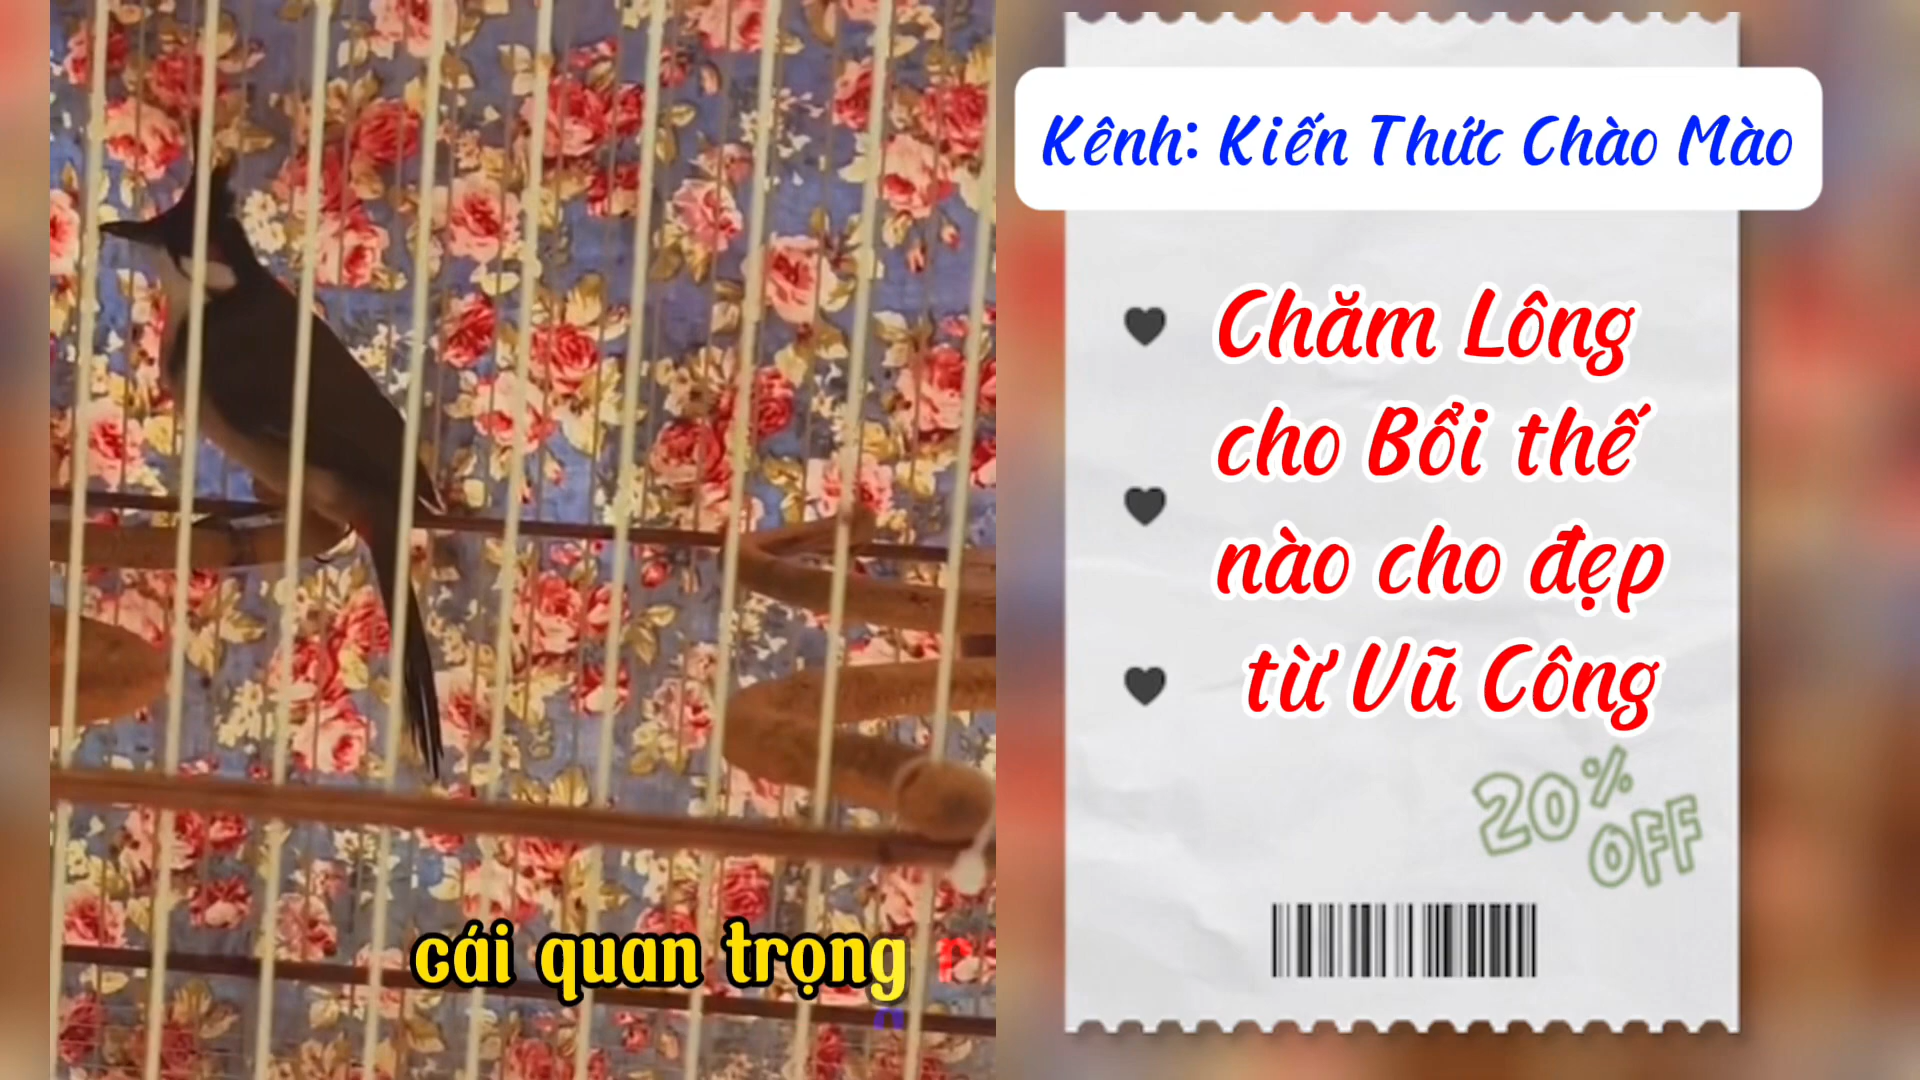 Kênh: Kiến Thức Chào Mào
Chăm Lông
cho Bổi thế
nào cho đẹp
từ Vũ Công
20%
OFF
cái quan trọng